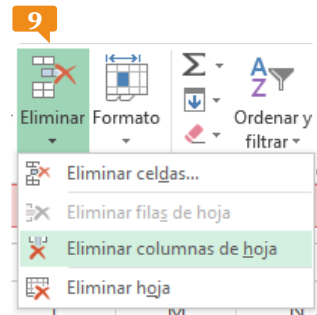 9
Eliminar Formato
Ordenar y
filtrar
Eliminar celdas...
Eliminar filas de hoja
Eliminar columnas de hoja
Eliminar hoja
M N